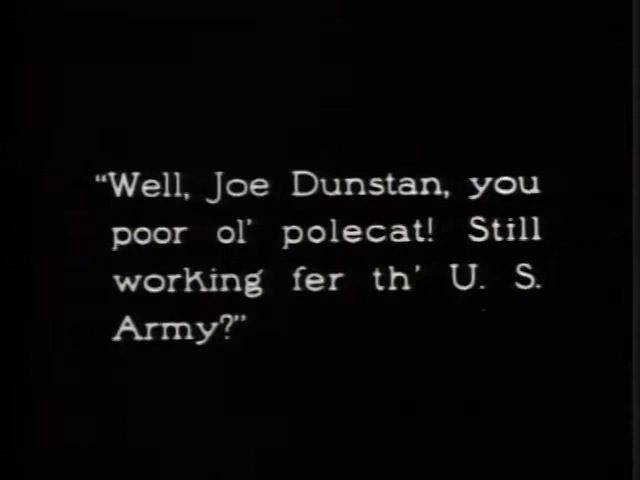 “Well, Joe Dunstan, you
poor ol' polecat! Still
working fer th' U. S.
Army?”